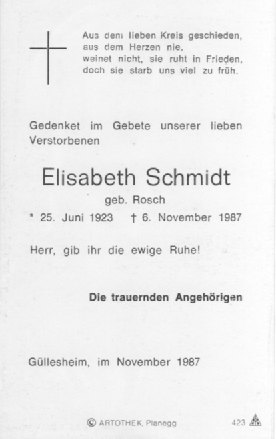 Aus dem lieben Kreis geschieden,
aus dem Herzen nie.
weinet nicht, sie ruht in Frieden,
doch sie starb uns viel zu früh.
Gedenket im Gebete unserer lieben
Verstorbenen
Elisabeth Schmidt
geb. Rosch
* 25. Juni 1923 † 6. November 1987
Herr, gib ihr die ewige Ruhe!
Die trauernden Angehörigen
Güllesheim, im November 1987
© ARTOTHEK, Planegg
423